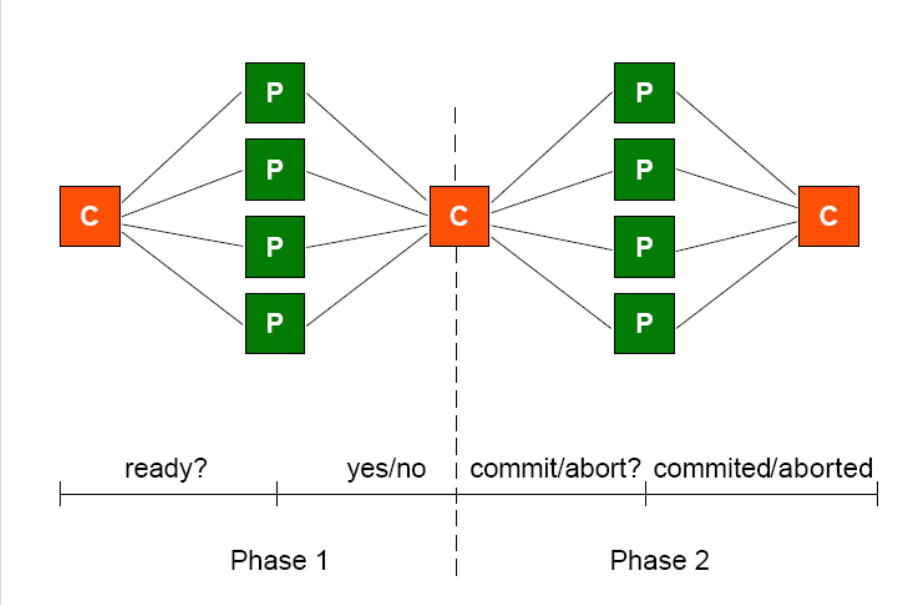 P
P
P
P
P
P
C
C
C
P
P
ready?
yes/no
commit/abort?
commited/aborted
Phase 1
Phase 2